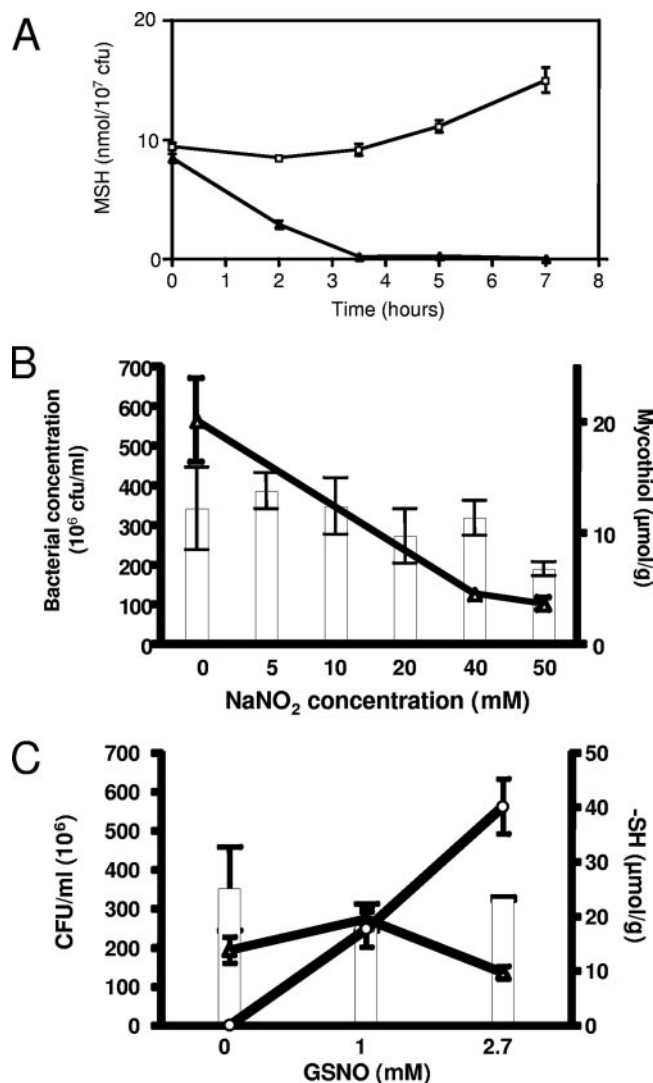 A
20
10
0
MSH (nmol/10⁷ cfu)
0 1 2 3 4 5 6 7 8
Time (hours)
B
700
600
500
400
300
200
100
0
Bacterial concentration
(10⁶ cfu/ml)
20
10
0
Mycothiol (µmol/g)
0 5 10 20 40 50
NaNO₂ concentration (mM)
C
700
600
500
400
300
200
100
0
CFU/ml (10⁶)
50
40
30
20
10
0
-SH (µmol/g)
0 1 2.7
GSNO (mM)